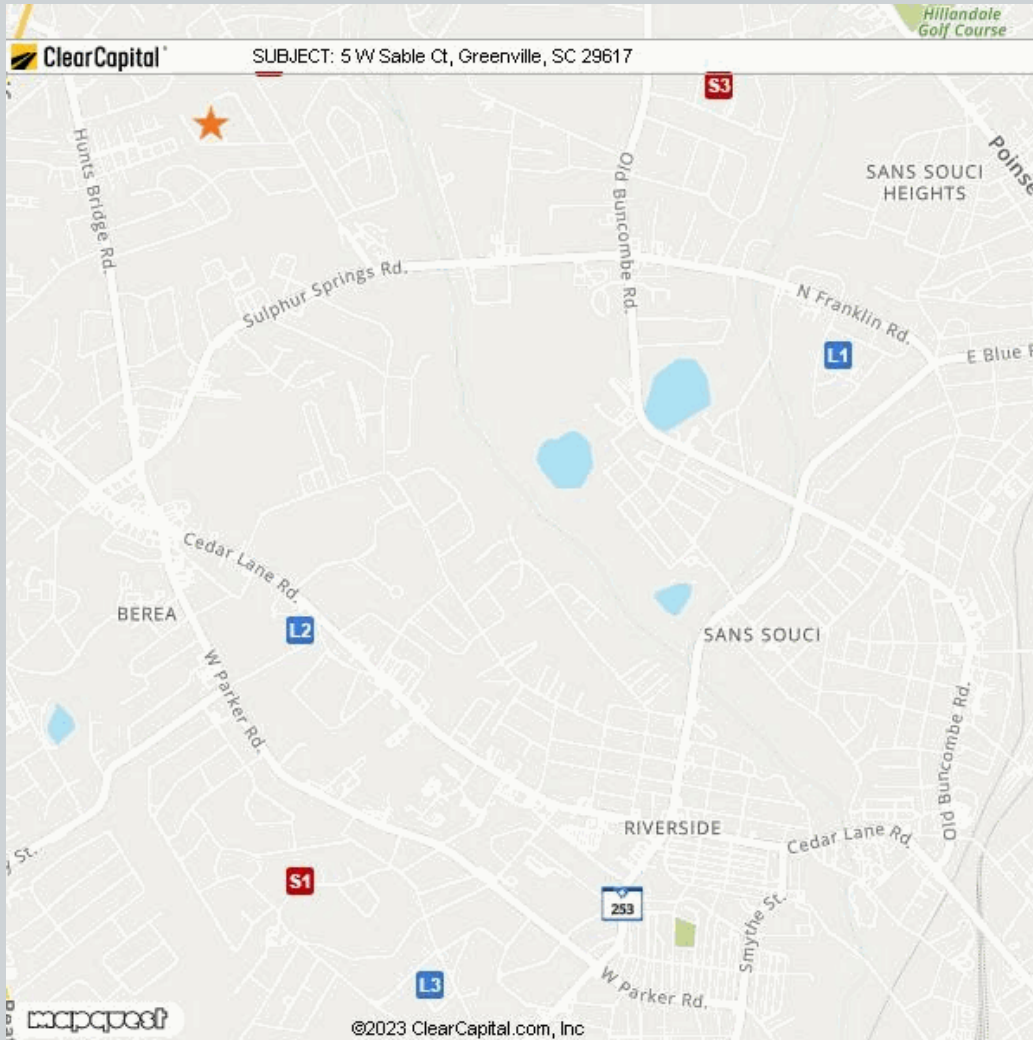 Hillandale
Golf Course
ClearCapital
SUBJECT: 5 W Sable Ct, Greenville, SC 29617
S3
Hunts Bridge Rd.
Old Buncombe Rd.
SANS SOUCI
HEIGHTS
Sulphur Springs Rd.
N Franklin Rd.
L1
E Blue
Cedar Lane Rd.
BEREA
L2
SANS SOUCI
W Parker Rd.
Old Buncombe Rd.
RIVERSIDE
Cedar Lane Rd.
S1
253
Smythe St.
L3
W Parker Rd.
mapquest
©2023 ClearCapital.com, Inc